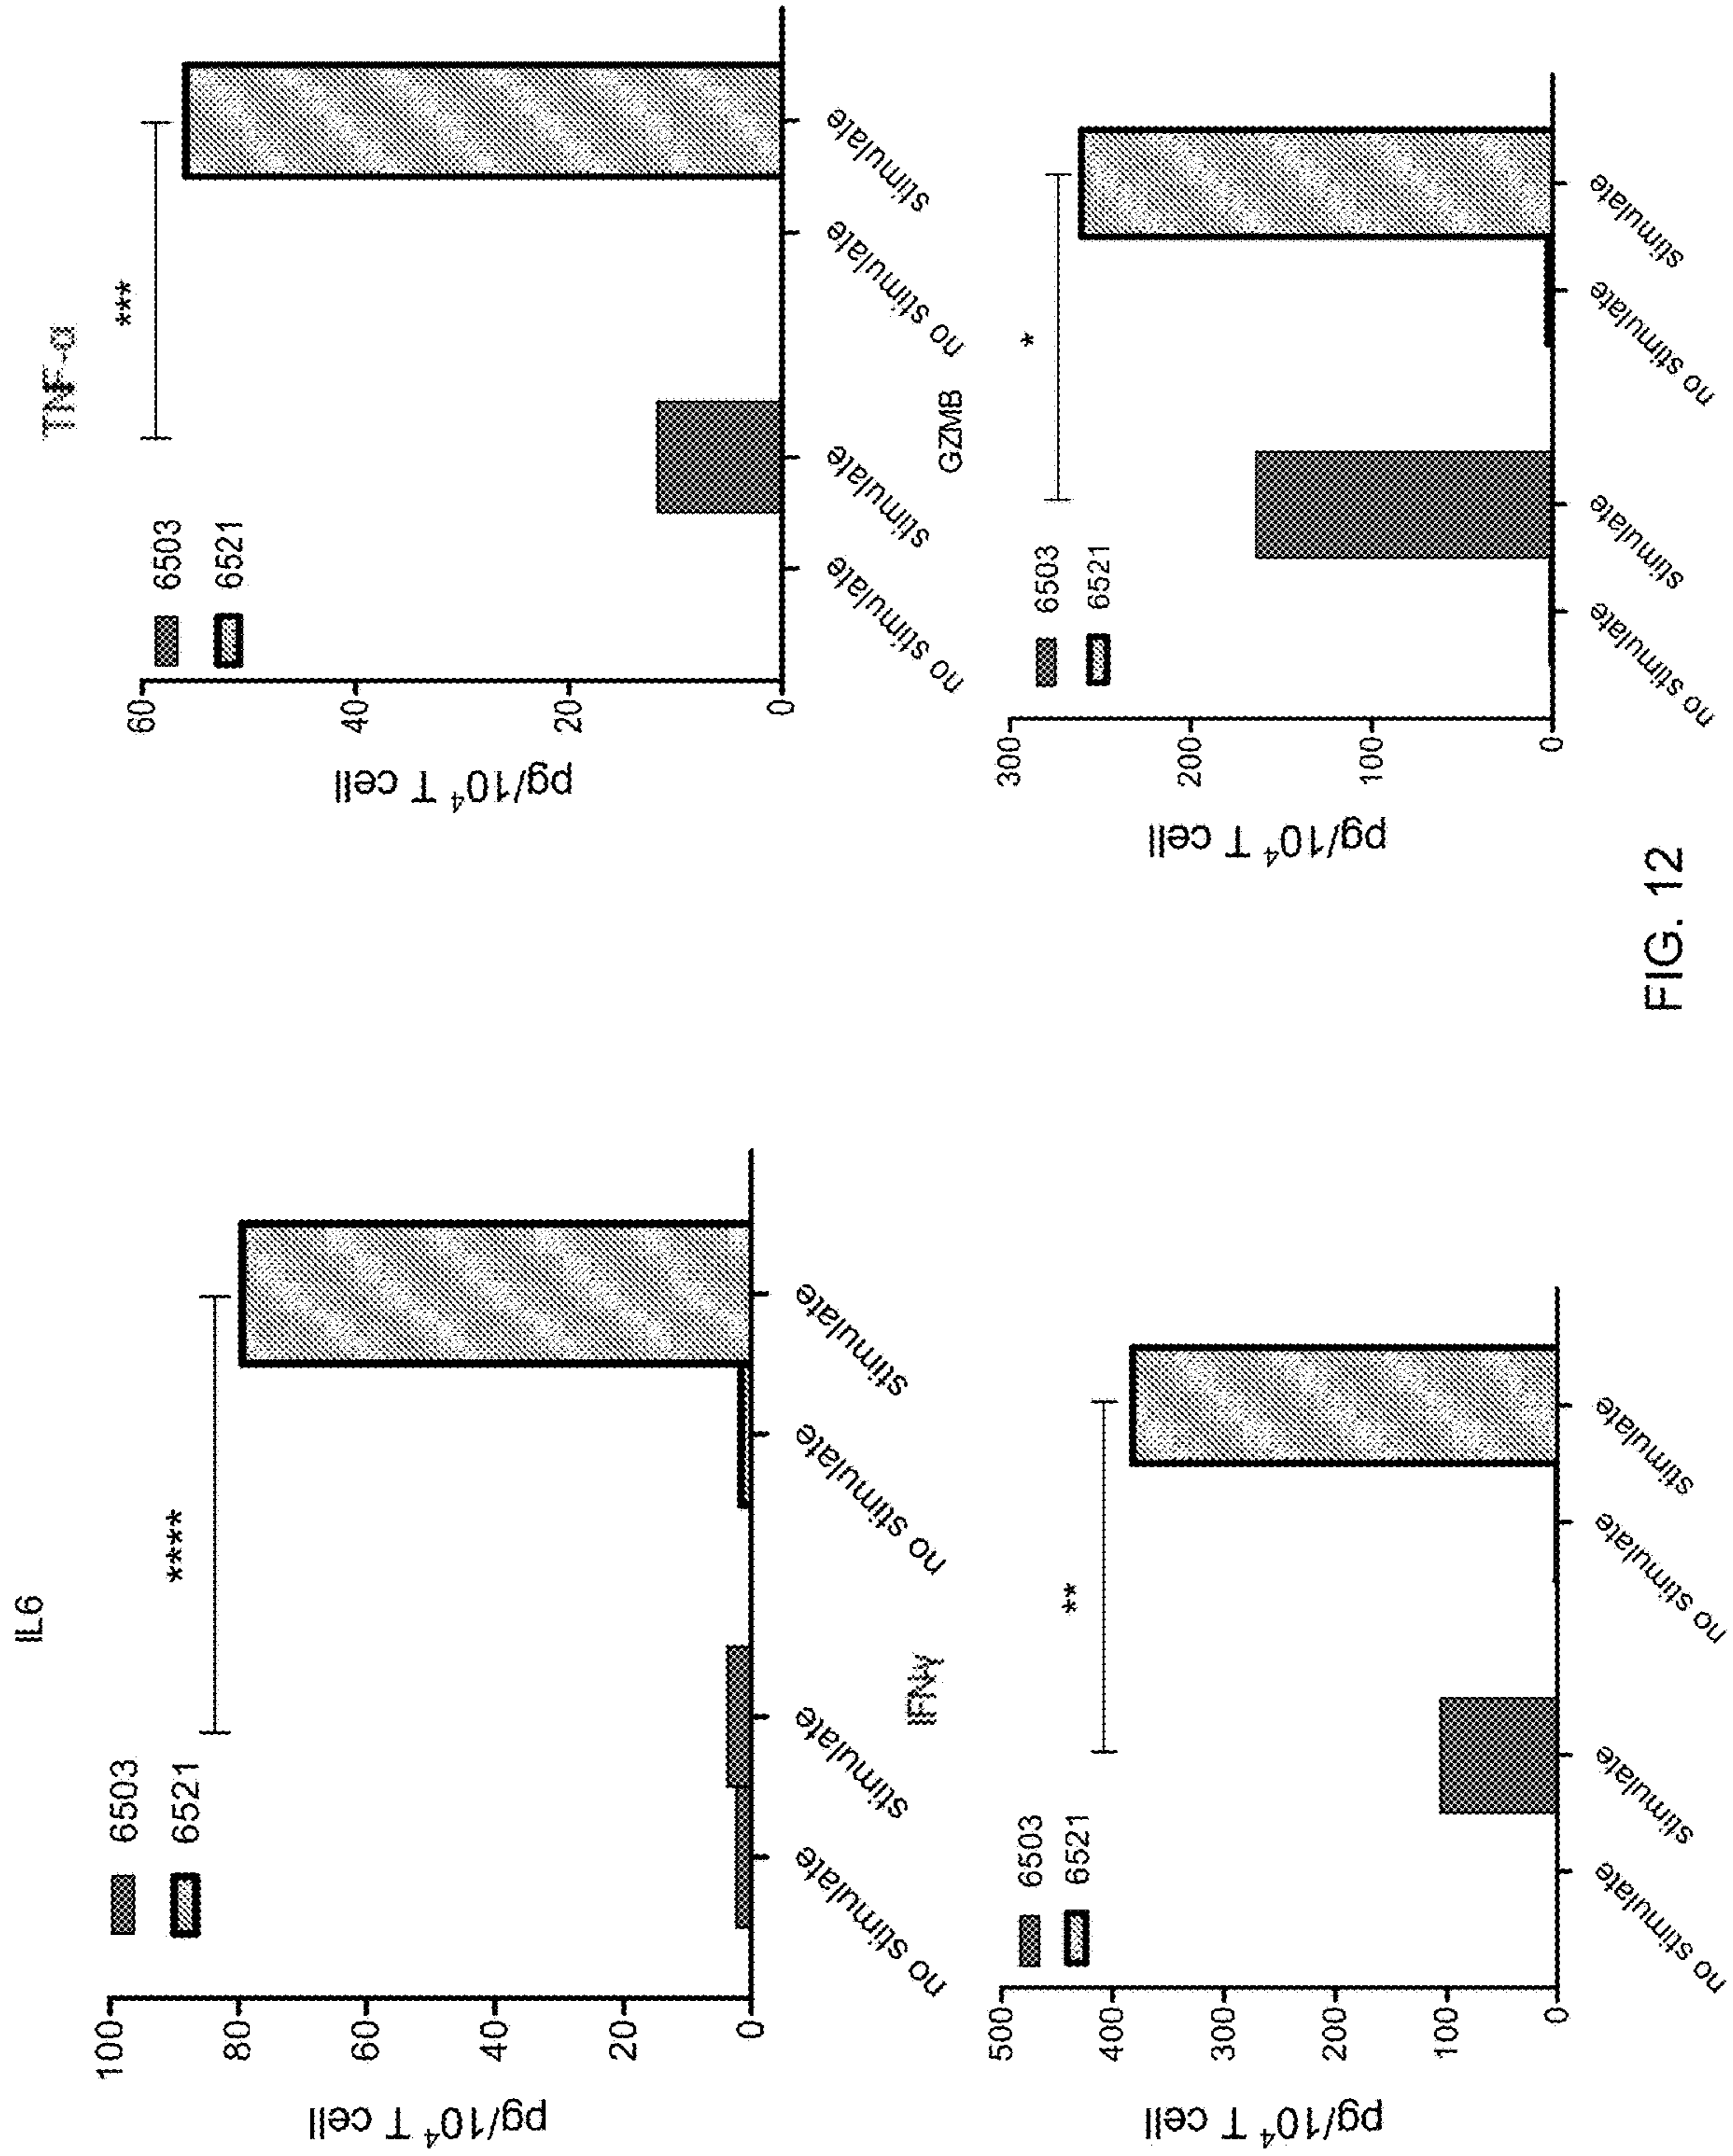 IL6
6503
6521
****
100
80
60
40
20
0
pg/10⁴ T cell
no stimulate
stimulate
no stimulate
stimulate
TNF-α
6503
6521
***
60
40
20
0
pg/10⁴ T cell
no stimulate
stimulate
no stimulate
stimulate
IFNγ
6503
6521
**
500
400
300
200
100
0
pg/10⁴ T cell
no stimulate
stimulate
no stimulate
stimulate
GZMB
6503
6521
*
300
200
100
0
pg/10⁴ T cell
no stimulate
stimulate
no stimulate
stimulate
FIG. 12